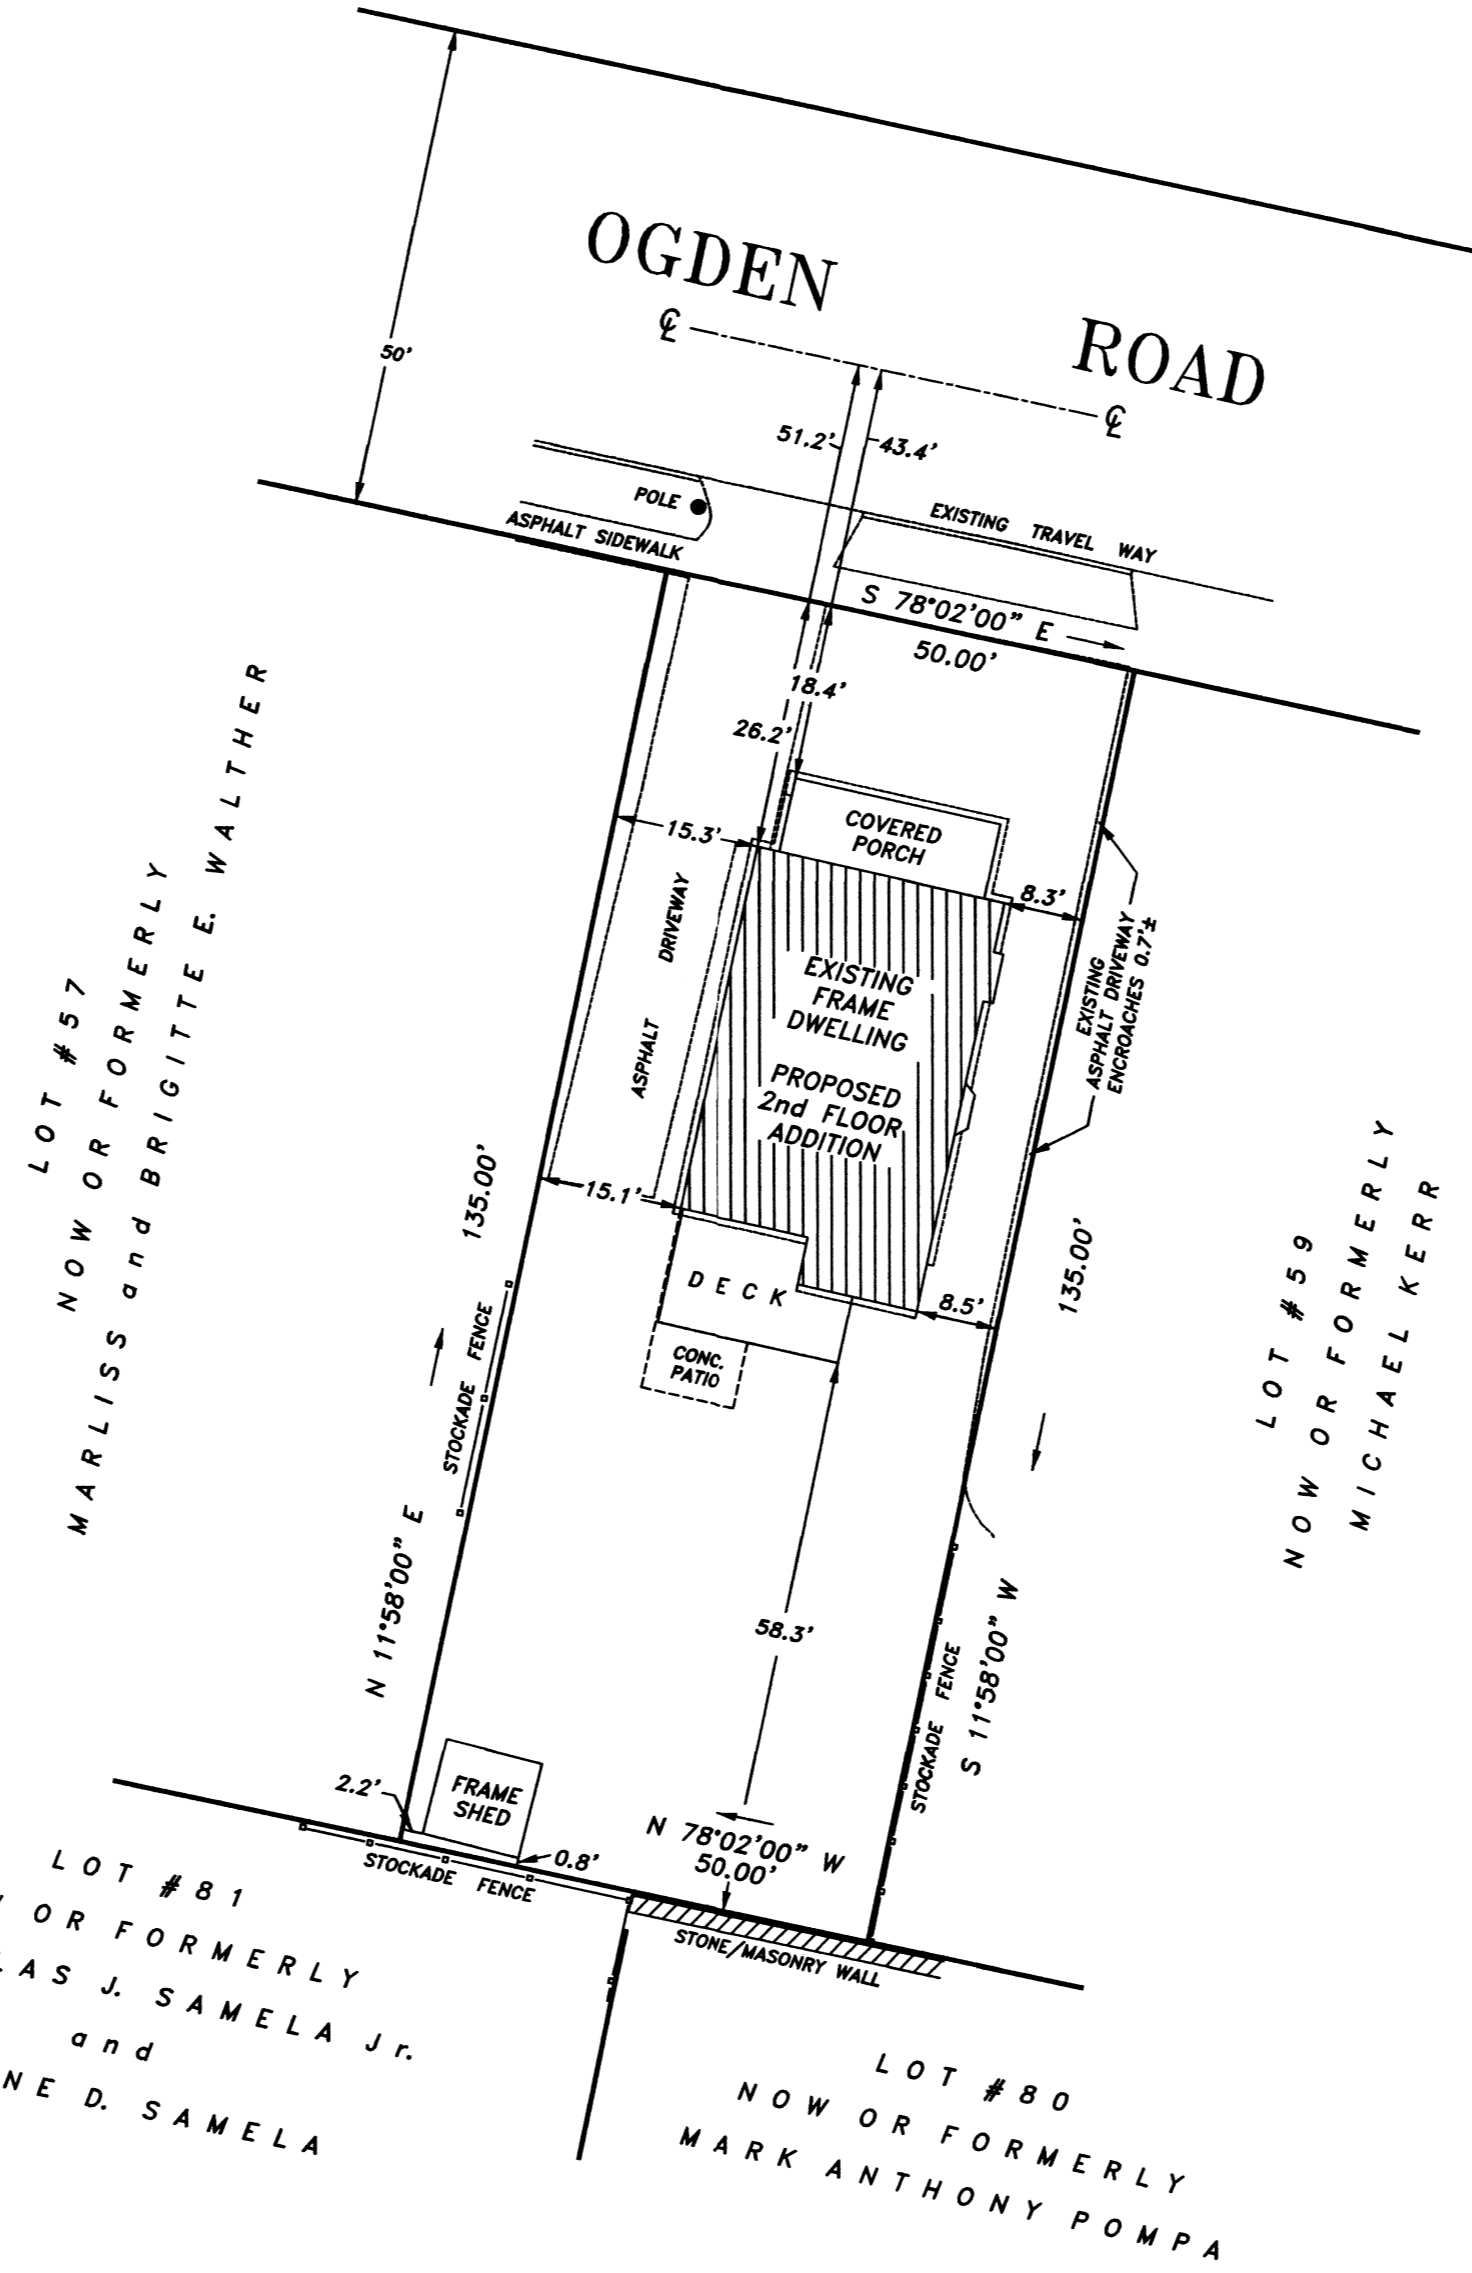 OGDEN ROAD
℄
℄
50'
51.2'
43.4'
POLE
ASPHALT SIDEWALK
EXISTING TRAVEL WAY
S 78°02'00" E
50.00'
18.4'
26.2'
COVERED
PORCH
15.3'
8.3'
ASPHALT DRIVEWAY
EXISTING
FRAME
DWELLING
PROPOSED
2nd FLOOR
ADDITION
EXISTING
ASPHALT DRIVEWAY
ENCROACHES 0.7'±
LOT #57
NOW OR FORMERLY
MARLISS and BRIGITTE E. WALTHER
135.00'
15.1'
DECK
8.5'
135.00'
CONC.
PATIO
STOCKADE FENCE
LOT #59
NOW OR FORMERLY
MICHAEL KERR
N 11°58'00" E
58.3'
STOCKADE FENCE
S 11°58'00" W
2.2'
FRAME
SHED
0.8'
N 78°02'00" W
50.00'
STOCKADE FENCE
STONE/MASONRY WALL
LOT #81
OR FORMERLY
LAS J. SAMELA Jr.
and
NE D. SAMELA
LOT #80
NOW OR FORMERLY
MARK ANTHONY POMPA